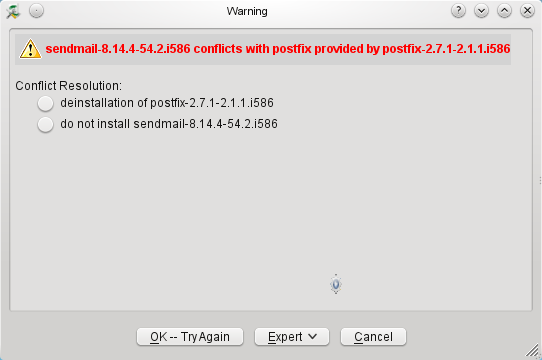 Warning
sendmail-8.14.4-54.2.i586 conflicts with postfix provided by postfix-2.7.1-2.1.1.i586
Conflict Resolution:
deinstallation of postfix-2.7.1-2.1.1.i586
do not install sendmail-8.14.4-54.2.i586
OK -- Try Again Expert Cancel